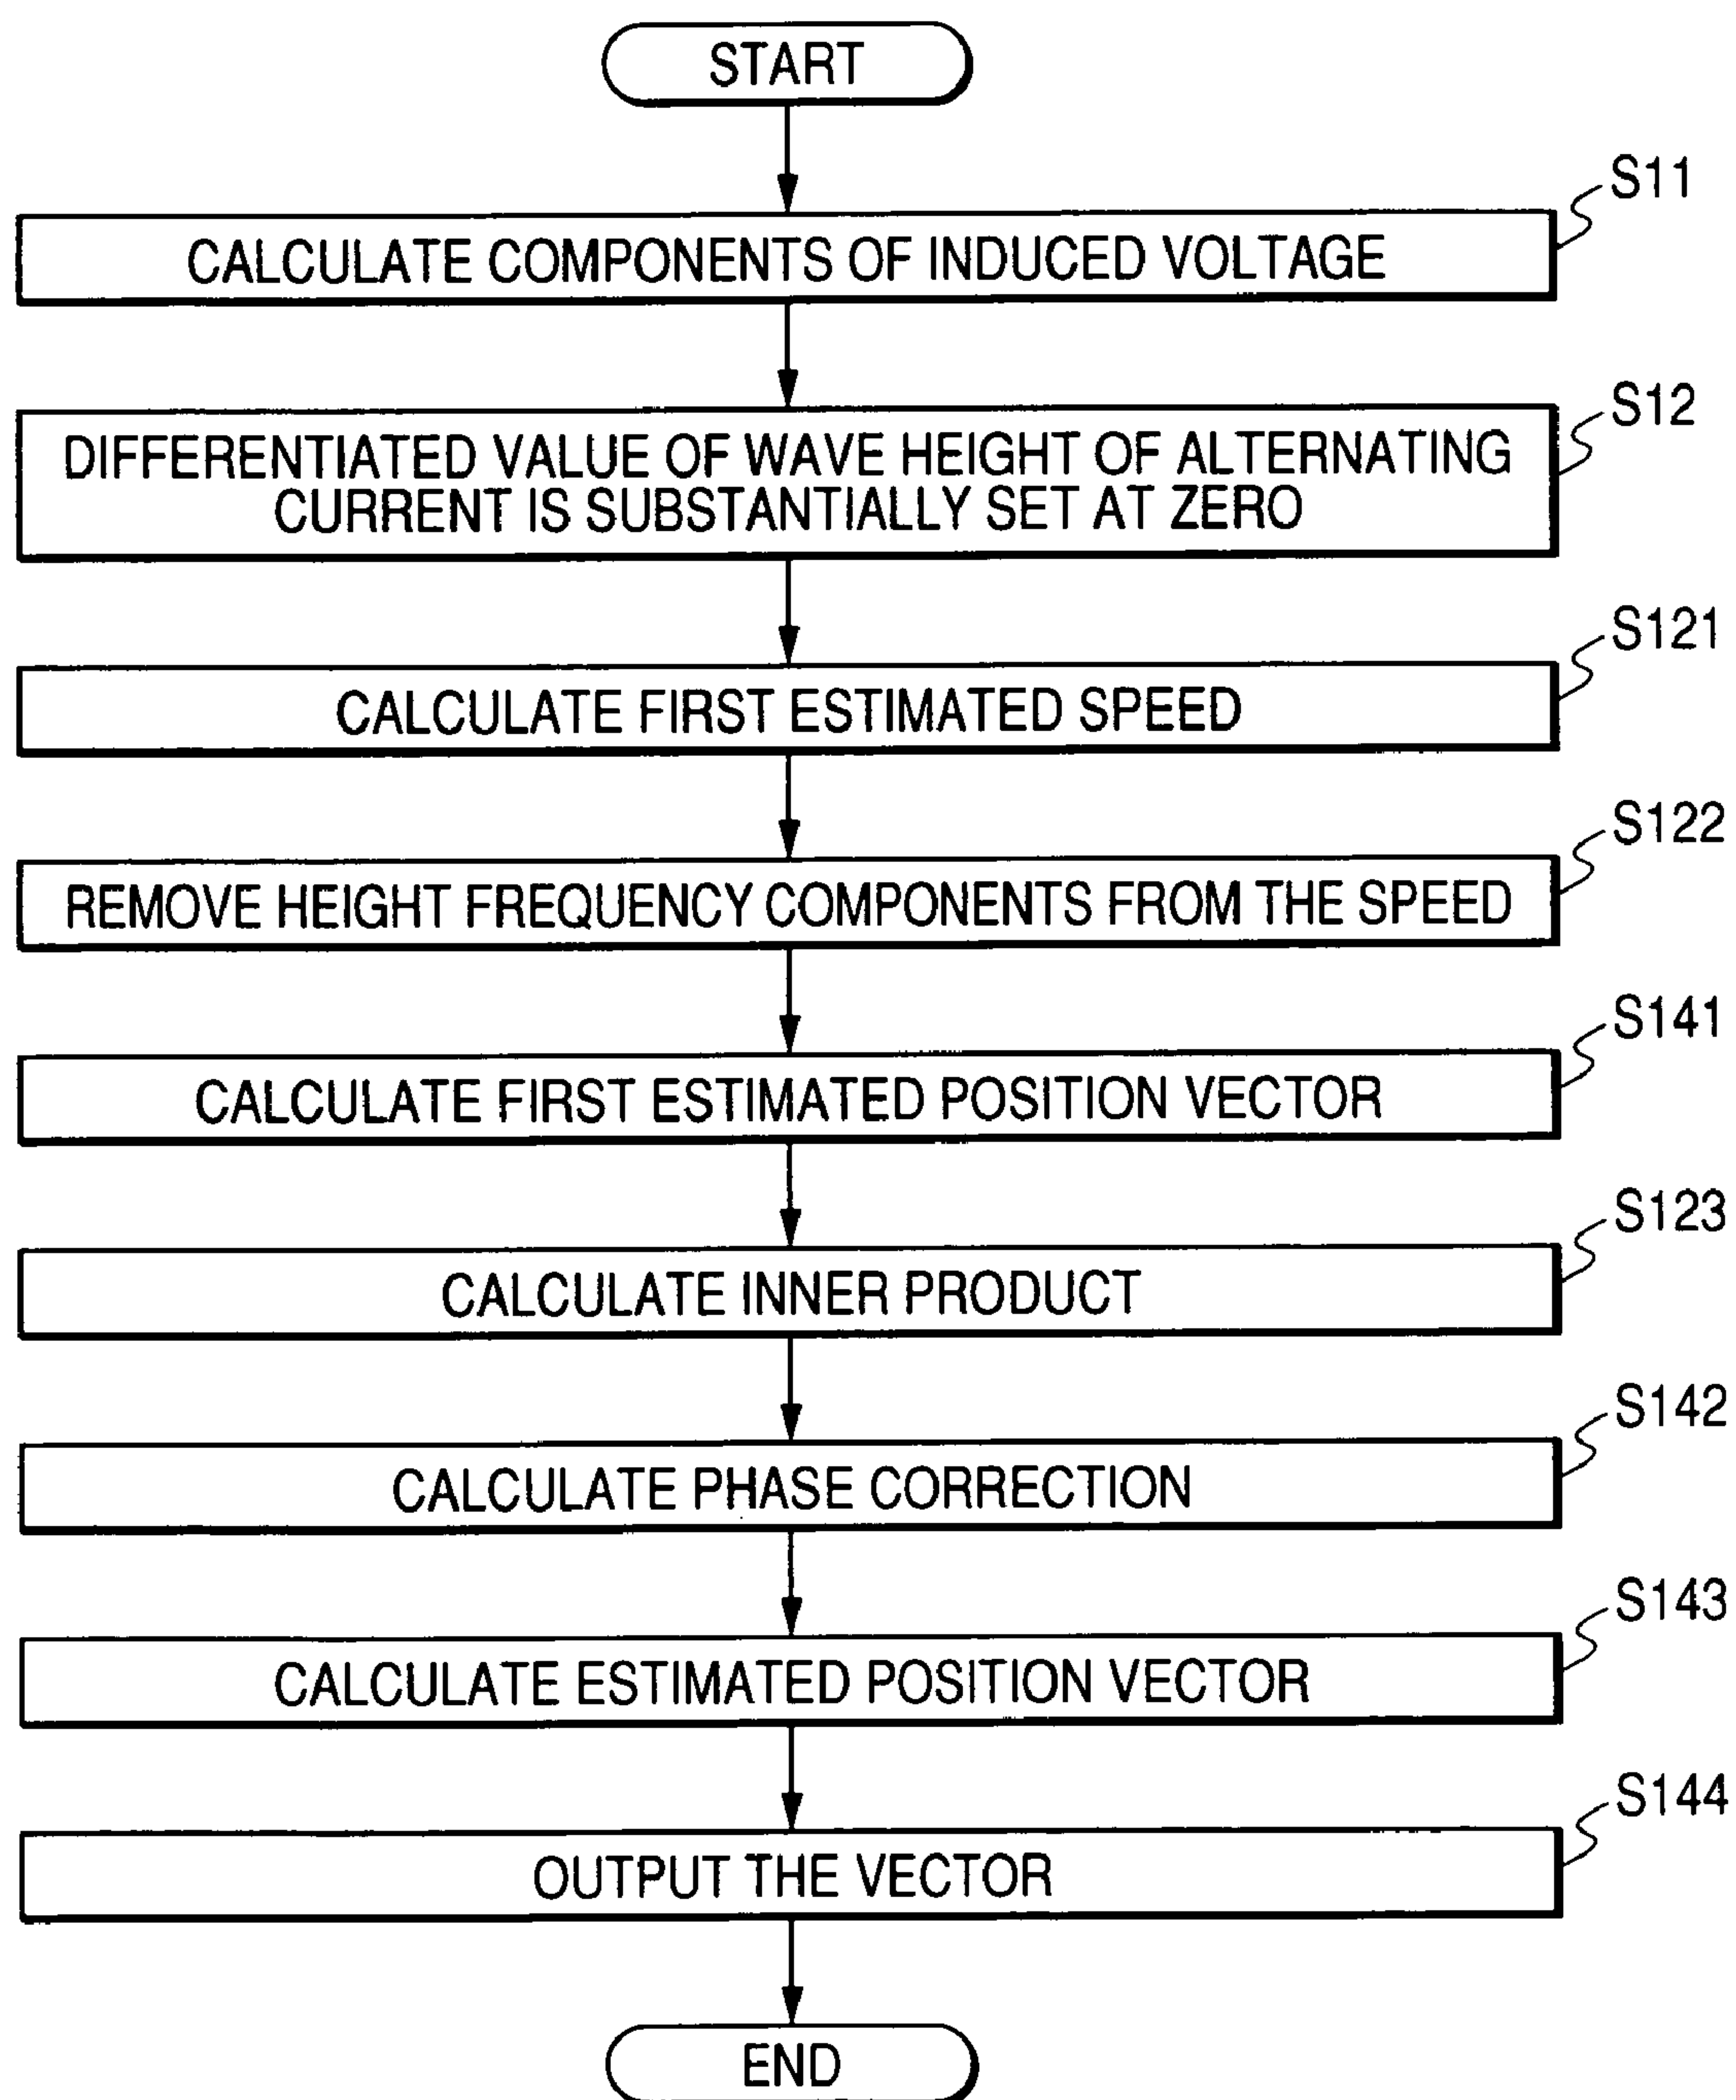 START
S11
CALCULATE COMPONENTS OF INDUCED VOLTAGE
S12
DIFFERENTIATED VALUE OF WAVE HEIGHT OF ALTERNATING
CURRENT IS SUBSTANTIALLY SET AT ZERO
S121
CALCULATE FIRST ESTIMATED SPEED
S122
REMOVE HEIGHT FREQUENCY COMPONENTS FROM THE SPEED
S141
CALCULATE FIRST ESTIMATED POSITION VECTOR
S123
CALCULATE INNER PRODUCT
S142
CALCULATE PHASE CORRECTION
S143
CALCULATE ESTIMATED POSITION VECTOR
S144
OUTPUT THE VECTOR
END